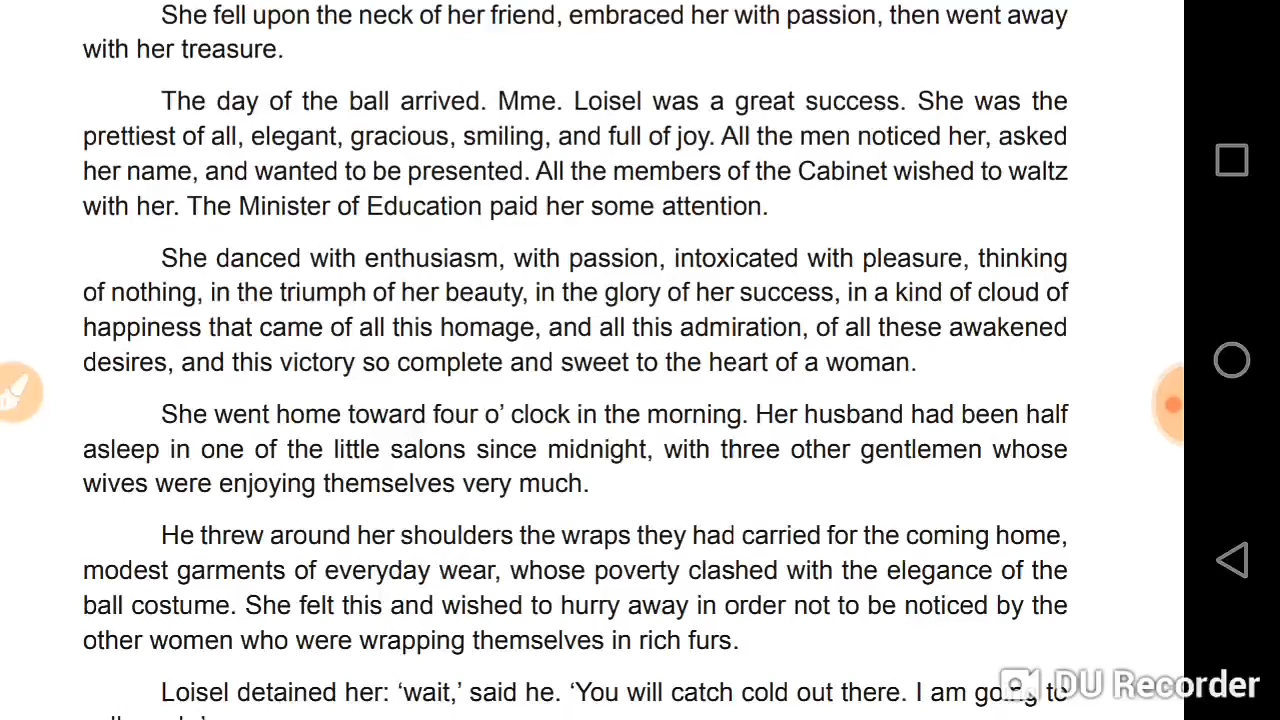 She fell upon the neck of her friend, embraced her with passion, then went away
with her treasure.
The day of the ball arrived. Mme. Loisel was a great success. She was the
prettiest of all, elegant, gracious, smiling, and full of joy. All the men noticed her, asked
her name, and wanted to be presented. All the members of the Cabinet wished to waltz
with her. The Minister of Education paid her some attention.
She danced with enthusiasm, with passion, intoxicated with pleasure, thinking
of nothing, in the triumph of her beauty, in the glory of her success, in a kind of cloud of
happiness that came of all this homage, and all this admiration, of all these awakened
desires, and this victory so complete and sweet to the heart of a woman.
She went home toward four o’ clock in the morning. Her husband had been half
asleep in one of the little salons since midnight, with three other gentlemen whose
wives were enjoying themselves very much.
He threw around her shoulders the wraps they had carried for the coming home,
modest garments of everyday wear, whose poverty clashed with the elegance of the
ball costume. She felt this and wished to hurry away in order not to be noticed by the
other women who were wrapping themselves in rich furs.
Loisel detained her: ‘wait,’ said he. ‘You will catch cold out there. I am going to
DU Recorder